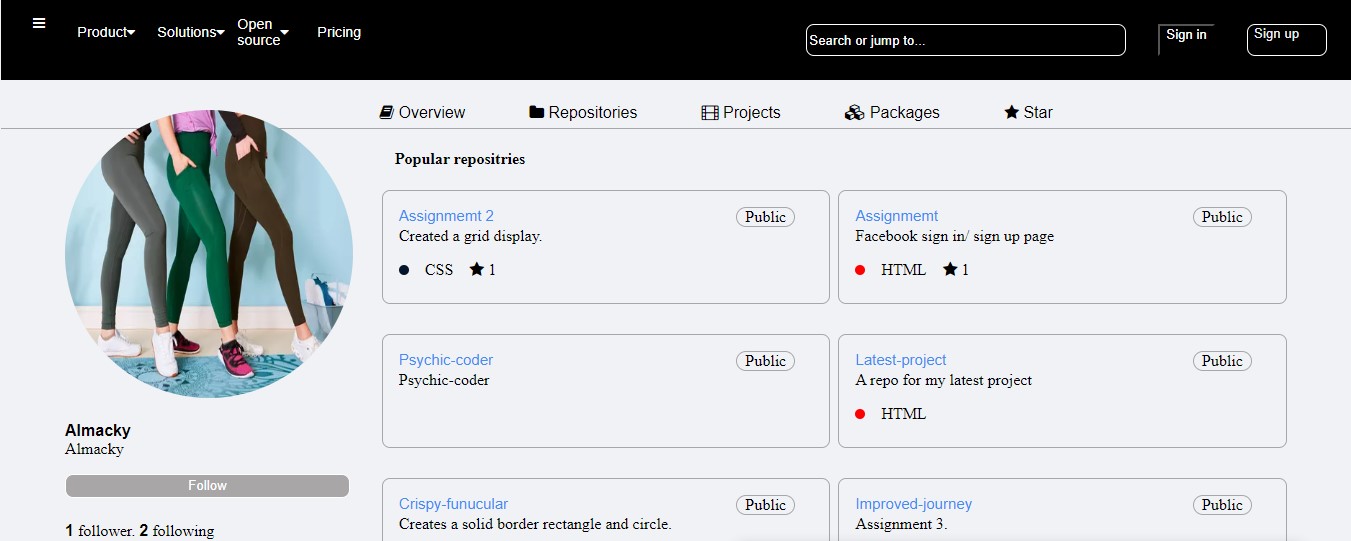 Product Solutions Open source Pricing Search or jump to... Sign in Sign up
Overview Repositories Projects Packages Star
Popular repositries
Assignmemt 2 Public
Created a grid display.
CSS 1
Assignmemt Public
Facebook sign in/ sign up page
HTML 1
Psychic-coder Public
Psychic-coder
Latest-project Public
A repo for my latest project
HTML
Almacky
Almacky
Follow
1 follower. 2 following
Crispy-funucular Public
Creates a solid border rectangle and circle.
Improved-journey Public
Assignment 3.